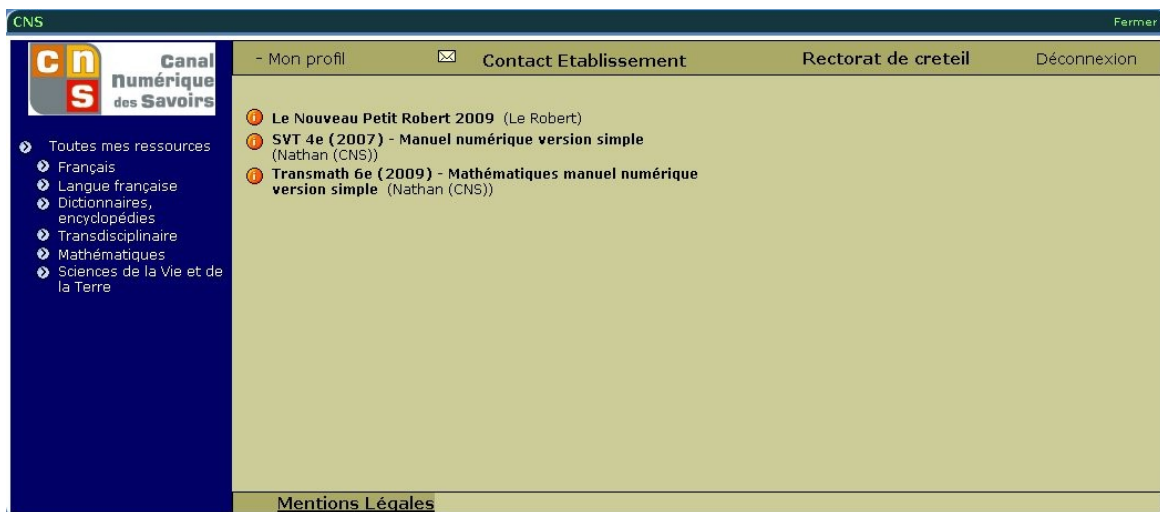 CNS
Fermer
cns
Canal
Numérique
des Savoirs
- Mon profil
Contact Etablissement
Rectorat de creteil
Déconnexion
Toutes mes ressources
Français
Langue française
Dictionnaires,
encyclopédies
Transdisciplinaire
Mathématiques
Sciences de la Vie et de
la Terre
Le Nouveau Petit Robert 2009 (Le Robert)
SVT 4e (2007) - Manuel numérique version simple
(Nathan (CNS))
Transmath 6e (2009) - Mathématiques manuel numérique
version simple (Nathan (CNS))
Mentions Légales